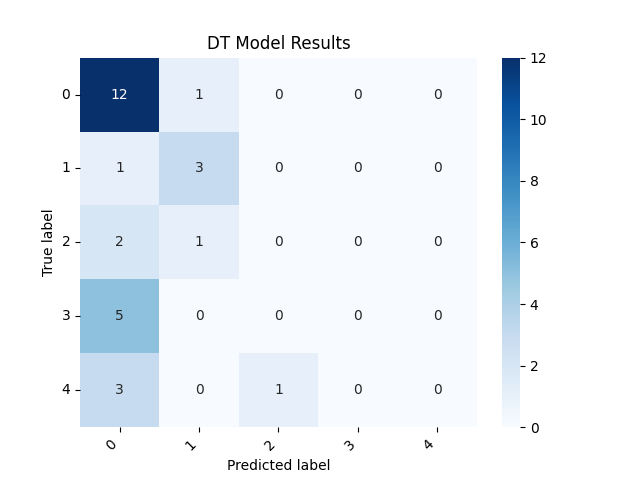 DT Model Results
12
0 12 1 0 0 0
10
1 1 3 0 0 0
8
True label
2 2 1 0 0 0
6
4
3 5 0 0 0 0
2
4 3 0 1 0 0
0
0 1 2 3 4
Predicted label